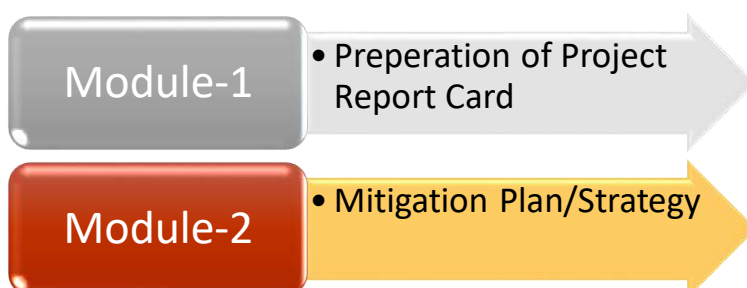 Module-1
• Preperation of Project
Report Card
Module-2
• Mitigation Plan/Strategy